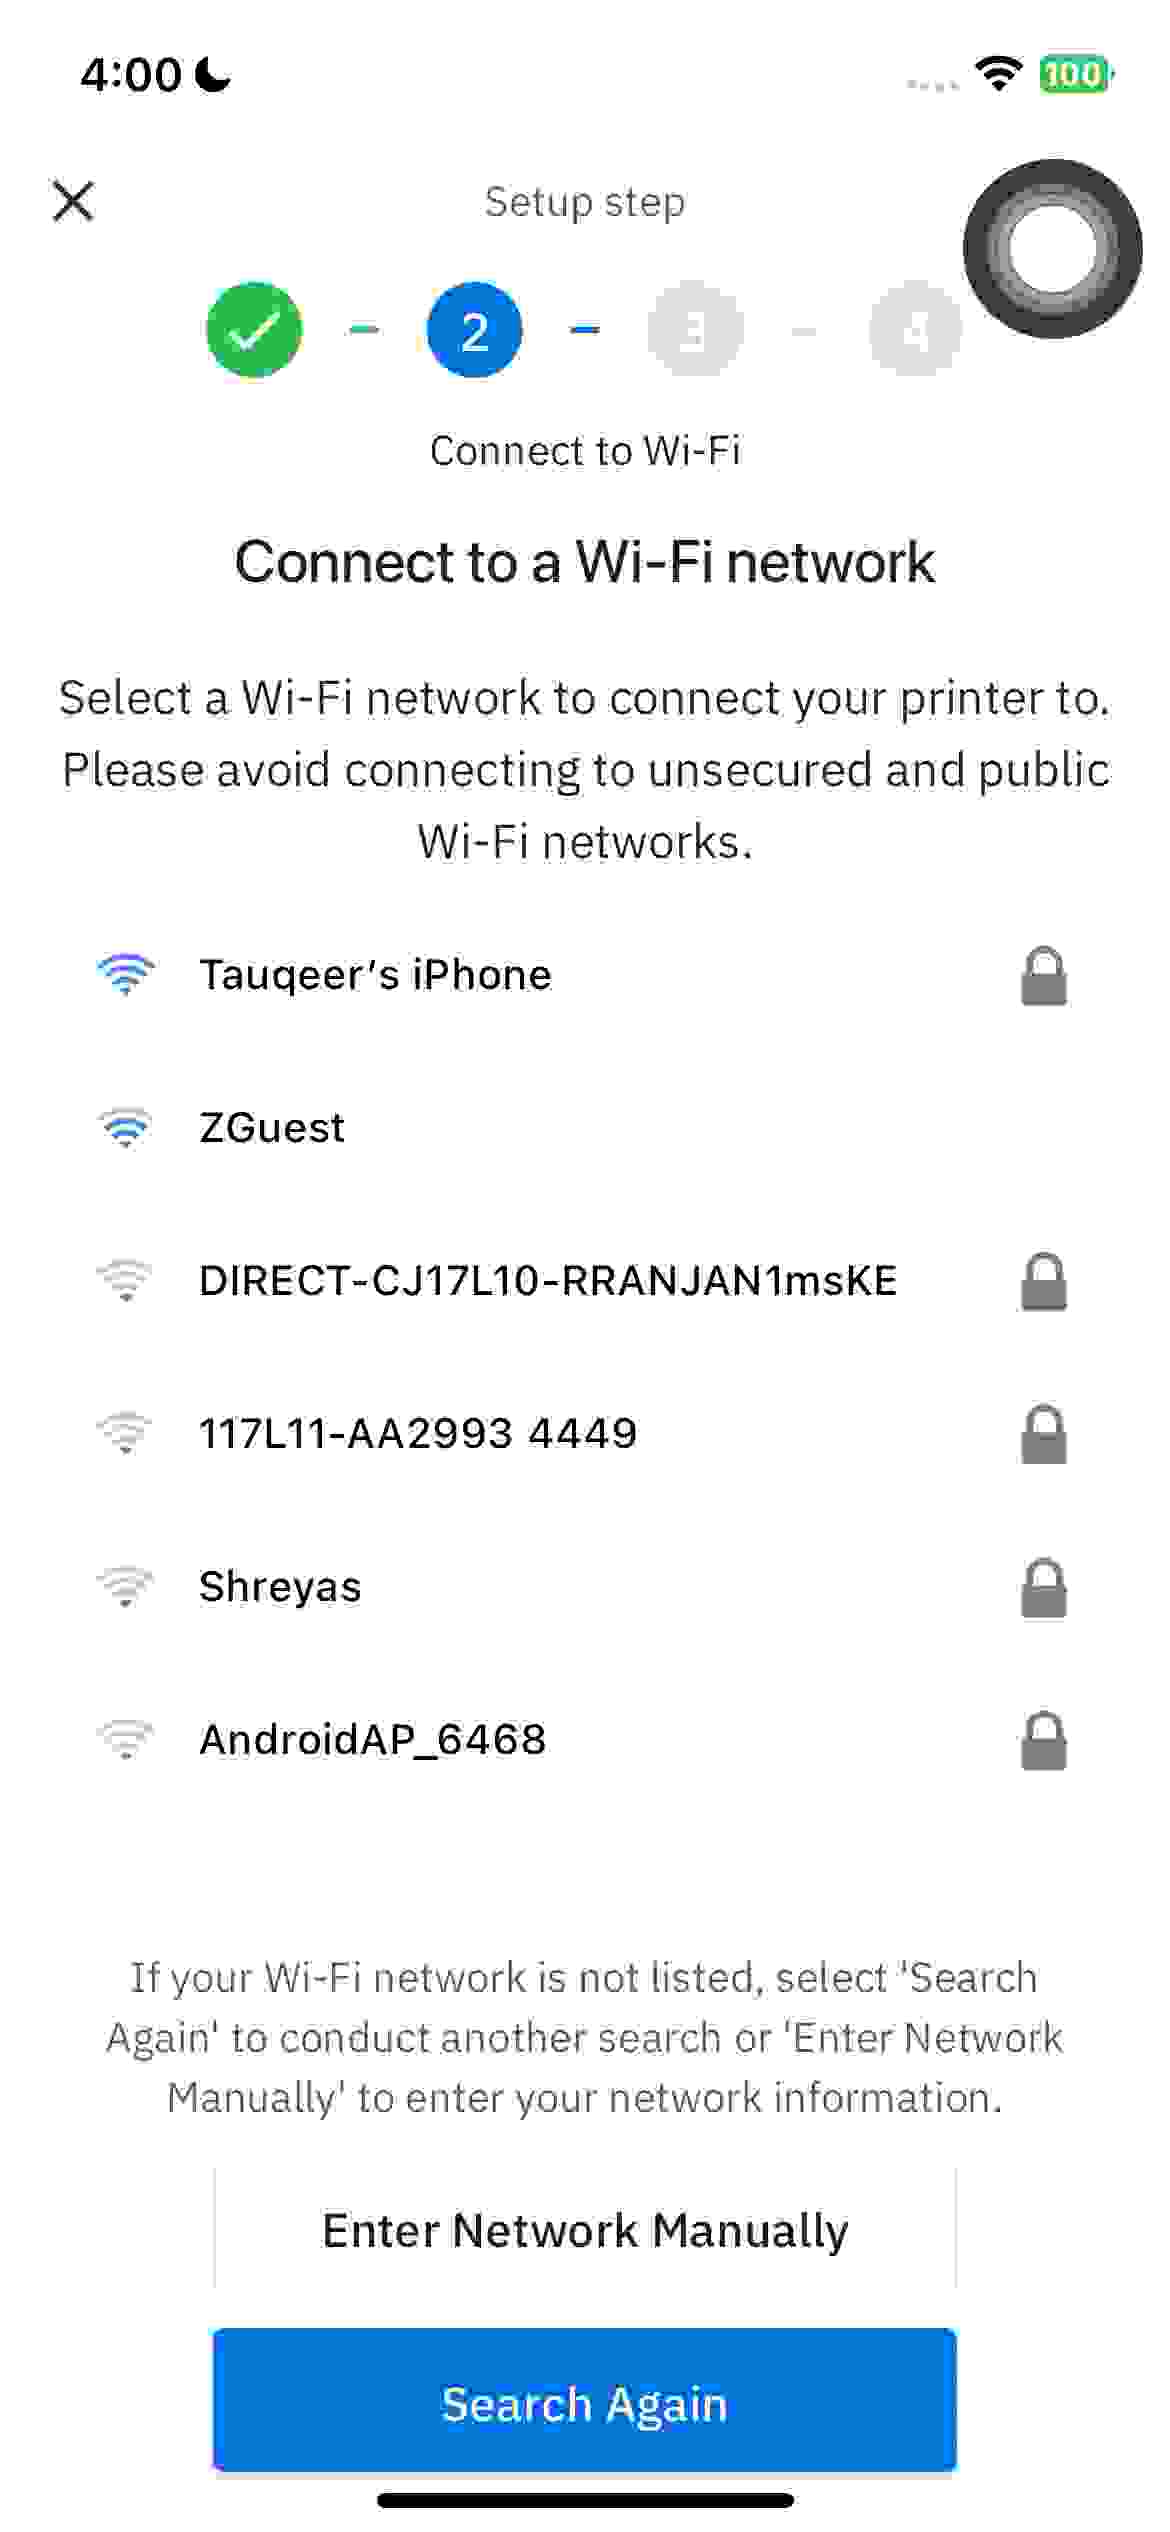 4:00
100
Setup step
2
3
4
Connect to Wi-Fi
Connect to a Wi-Fi network
Select a Wi-Fi network to connect your printer to.
Please avoid connecting to unsecured and public
Wi-Fi networks.
Tauqeer's iPhone
ZGuest
DIRECT-CJ17L10-RRANJAN1msKE
117L11-AA2993 4449
Shreyas
AndroidAP_6468
If your Wi-Fi network is not listed, select 'Search
Again' to conduct another search or 'Enter Network
Manually' to enter your network information.
Enter Network Manually
Search Again